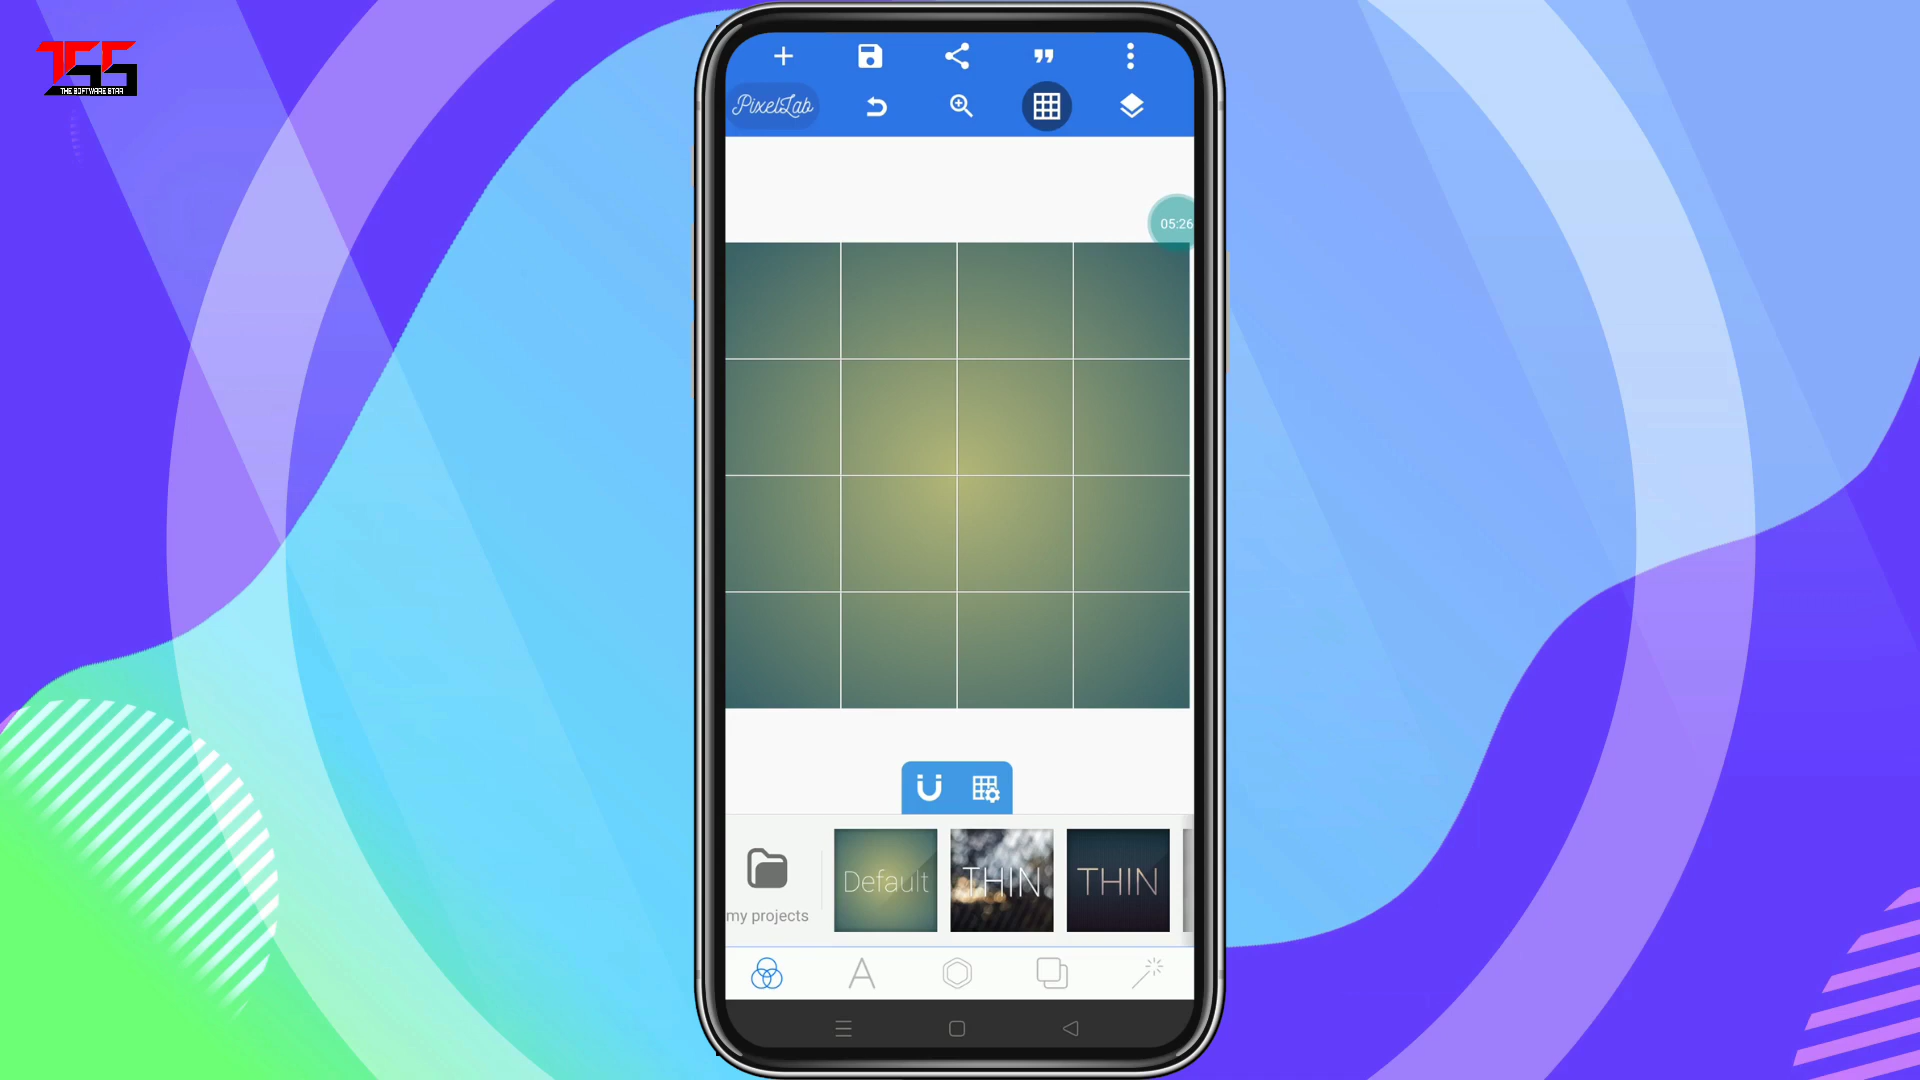 TSS
THE SOFTWARE STAR
PixelLab
05:26
Default
THIN
THIN
my projects